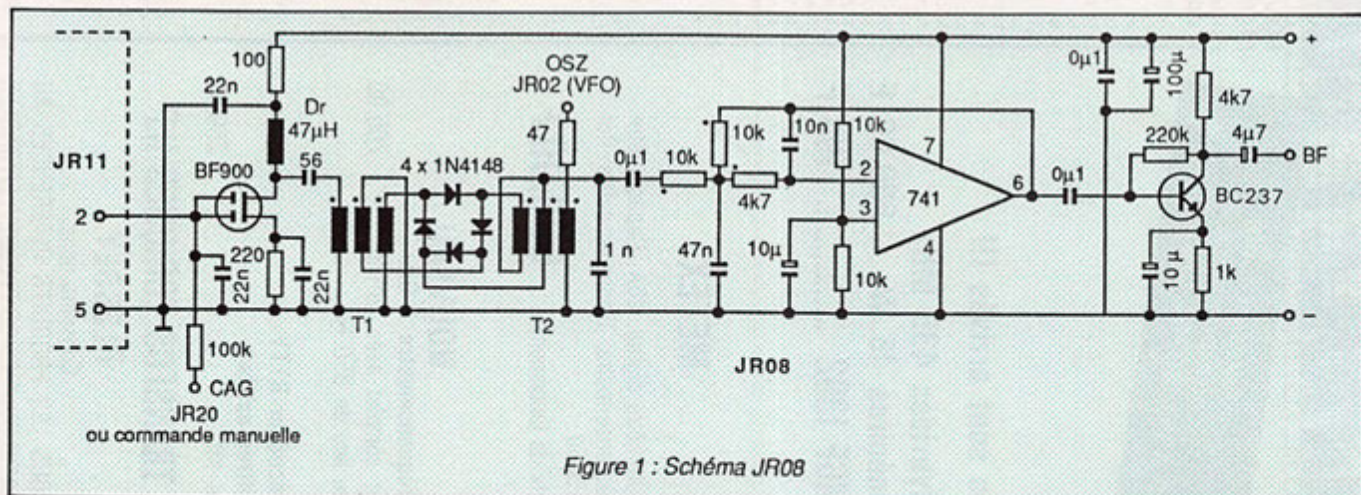 JR11
2
5
22n
100
Dr
47µH
BF900
56
220
22n
22n
100k
CAG
JR20
ou commande manuelle
T1
4 x 1N4148
T2
OSZ
JR02 (VFO)
47
1 n
0µ1
10k
10k
4k7
47n
10n
10µ
10k
10k
2
3
7
741
4
6
JR08
0µ1
0µ1
100µ
220k
4k7
4µ7
BF
BC237
10 µ
1k
+
–
Figure 1 : Schéma JR08